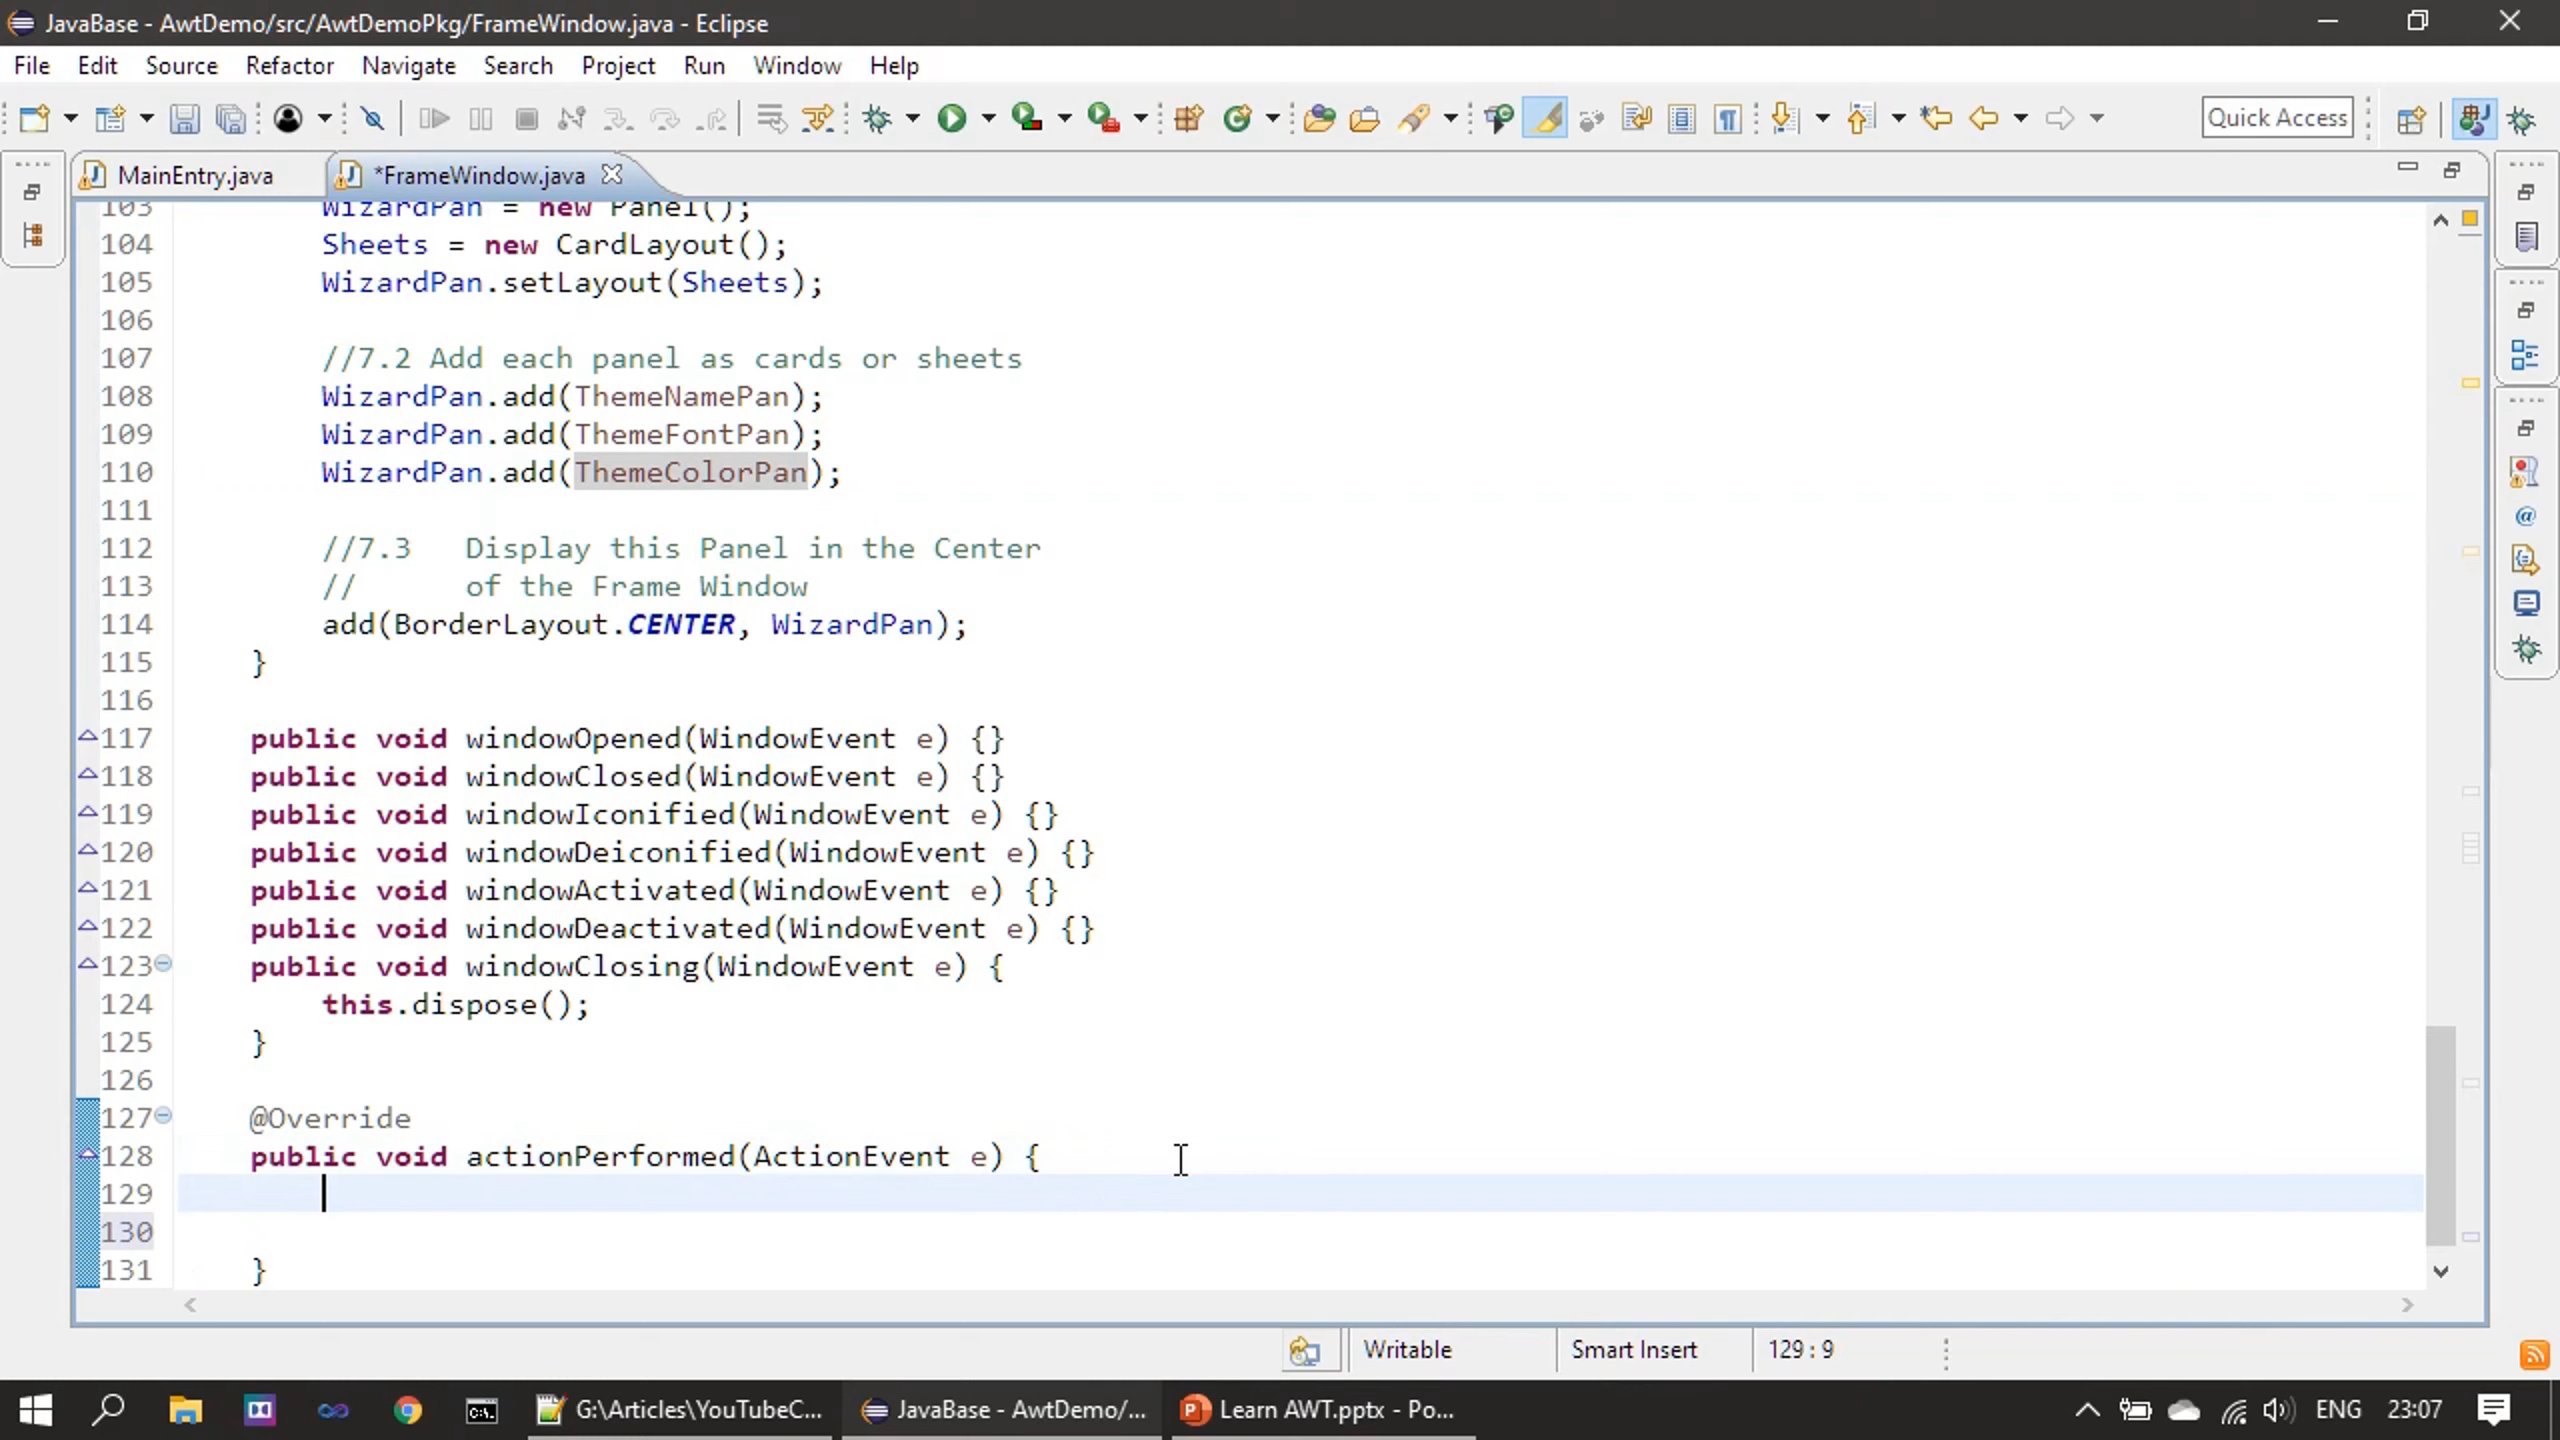 JavaBase - AwtDemo/src/AwtDemoPkg/FrameWindow.java - Eclipse
File Edit Source Refactor Navigate Search Project Run Window Help
Quick Access
MainEntry.java *FrameWindow.java
103 WizardPan = new Panel();
104 Sheets = new CardLayout();
105 WizardPan.setLayout(Sheets);
106
107 //7.2 Add each panel as cards or sheets
108 WizardPan.add(ThemeNamePan);
109 WizardPan.add(ThemeFontPan);
110 WizardPan.add(ThemeColorPan);
111
112 //7.3 Display this Panel in the Center
113 // of the Frame Window
114 add(BorderLayout.CENTER, WizardPan);
115 }
116
117 public void windowOpened(WindowEvent e) {}
118 public void windowClosed(WindowEvent e) {}
119 public void windowIconified(WindowEvent e) {}
120 public void windowDeiconified(WindowEvent e) {}
121 public void windowActivated(WindowEvent e) {}
122 public void windowDeactivated(WindowEvent e) {}
123 public void windowClosing(WindowEvent e) {
124 this.dispose();
125 }
126
127 @Override
128 public void actionPerformed(ActionEvent e) {
129
130
131 }
Writable Smart Insert 129 : 9
G:\Articles\YouTubeC... JavaBase - AwtDemo/... Learn AWT.pptx - Po... ENG 23:07